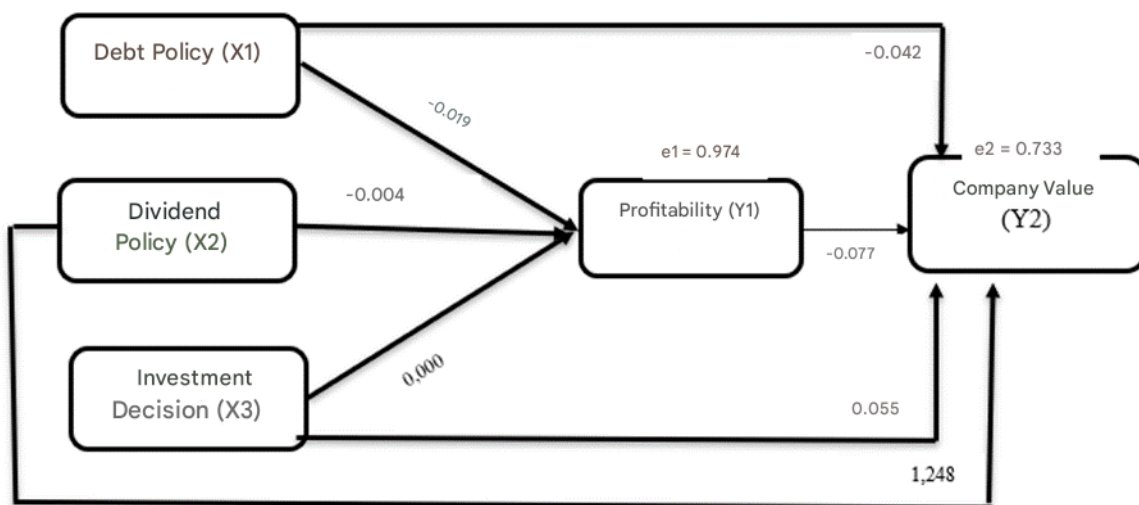 Debt Policy (X1)
-0.042
-0.019
e1 = 0.974
e2 = 0.733
Dividend
Policy (X2)
-0.004
Profitability (Y1)
Company Value
(Y2)
-0.077
Investment
Decision (X3)
0,000
0.055
1,248